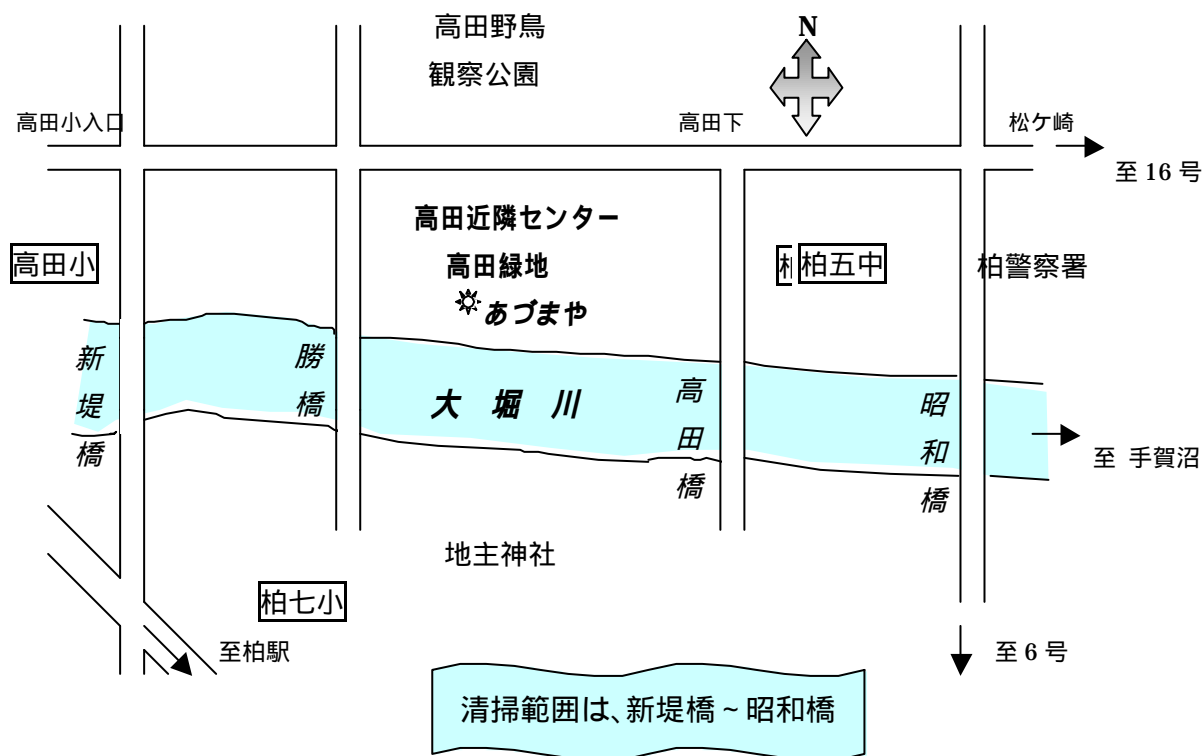 高田野鳥
観察公園
N
高田小入口
高田下
松ケ崎
至 16 号
高田近隣センター
高田緑地
あづまや
高田小
柏
柏五中
柏警察署
新堤橋
勝橋
大 堀 川
高田橋
昭和橋
至 手賀沼
地主神社
柏七小
至柏駅
至 6 号
清掃範囲は、新堤橋 ~ 昭和橋